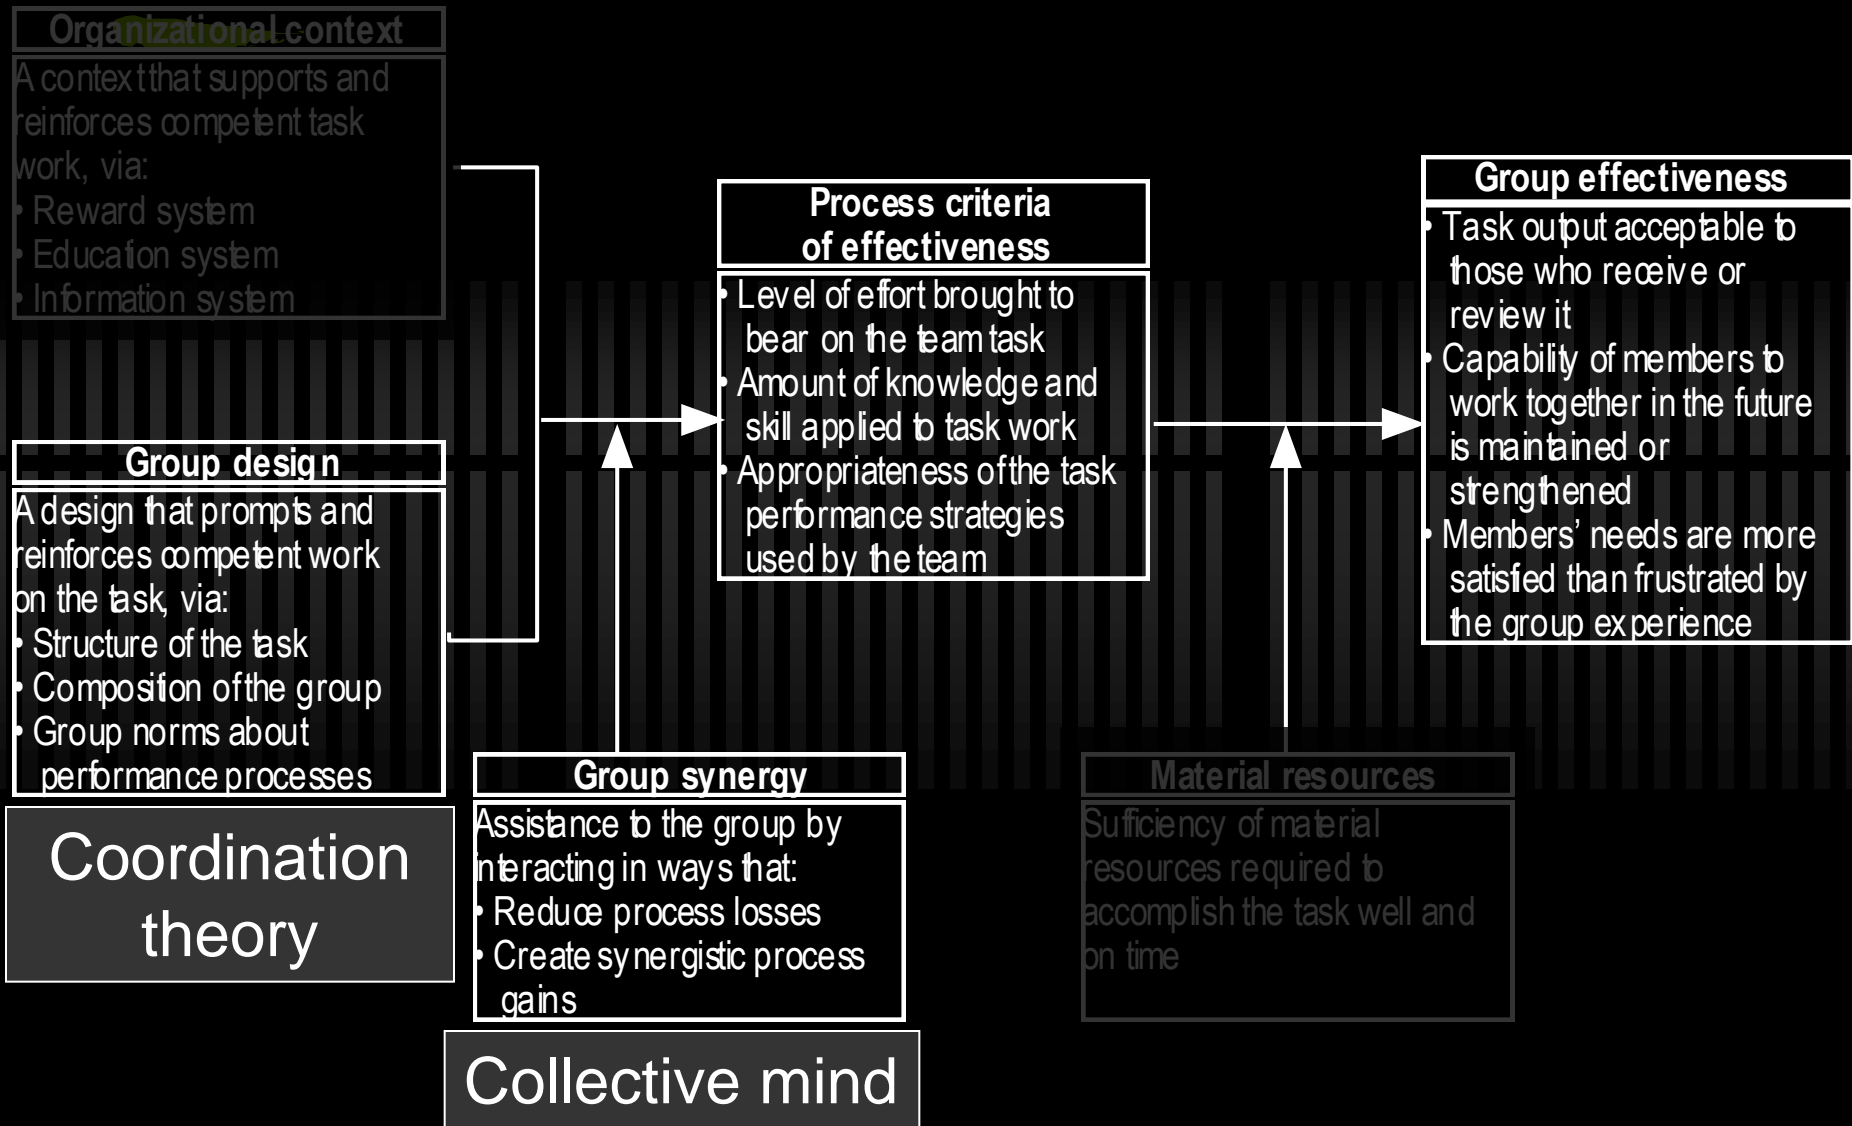 Organizational context
A context that supports and
reinforces competent task
work, via:
• Reward system
• Education system
• Information system
Group design
A design that prompts and
reinforces competent work
on the task, via:
• Structure of the task
• Composition of the group
• Group norms about
performance processes
Coordination
theory
Group synergy
Assistance to the group by
interacting in ways that:
• Reduce process losses
• Create synergistic process
gains
Collective mind
Process criteria
of effectiveness
• Level of effort brought to
bear on the team task
• Amount of knowledge and
skill applied to task work
• Appropriateness of the task
performance strategies
used by the team
Material resources
Sufficiency of material
resources required to
accomplish the task well and
on time
Group effectiveness
• Task output acceptable to
those who receive or
review it
• Capability of members to
work together in the future
is maintained or
strengthened
• Members’ needs are more
satisfied than frustrated by
the group experience